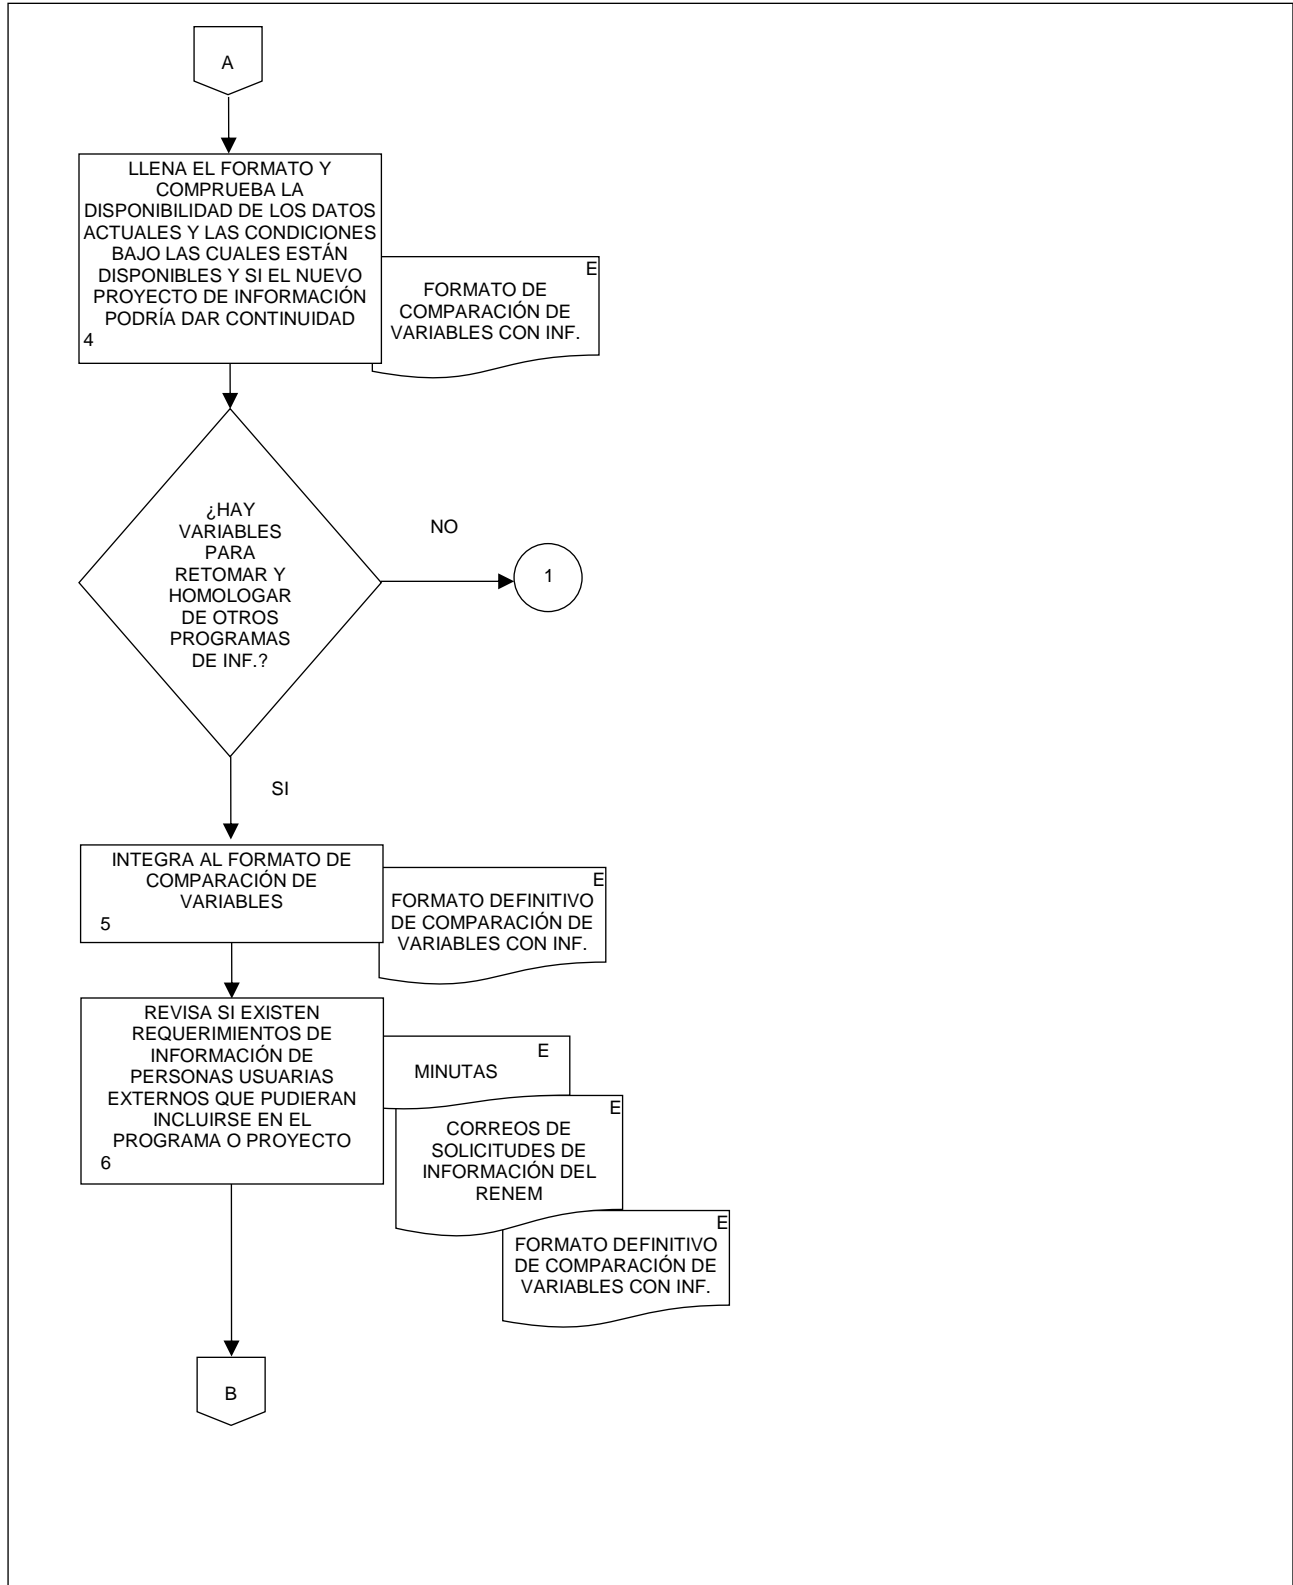 A
LLENA EL FORMATO Y
COMPRUEBA LA
DISPONIBILIDAD DE LOS DATOS
ACTUALES Y LAS CONDICIONES
BAJO LAS CUALES ESTÁN
DISPONIBLES Y SI EL NUEVO
PROYECTO DE INFORMACIÓN
PODRÍA DAR CONTINUIDAD
4
E
FORMATO DE
COMPARACIÓN DE
VARIABLES CON INF.
¿HAY
VARIABLES
PARA
RETOMAR Y
HOMOLOGAR
DE OTROS
PROGRAMAS
DE INF.?
NO
1
SI
INTEGRA AL FORMATO DE
COMPARACIÓN DE
VARIABLES
5
E
FORMATO DEFINITIVO
DE COMPARACIÓN DE
VARIABLES CON INF.
REVISA SI EXISTEN
REQUERIMIENTOS DE
INFORMACIÓN DE
PERSONAS USUARIAS
EXTERNOS QUE PUDIERAN
INCLUIRSE EN EL
PROGRAMA O PROYECTO
6
E
MINUTAS
E
CORREOS DE
SOLICITUDES DE
INFORMACIÓN DEL
RENEM
E
FORMATO DEFINITIVO
DE COMPARACIÓN DE
VARIABLES CON INF.
B